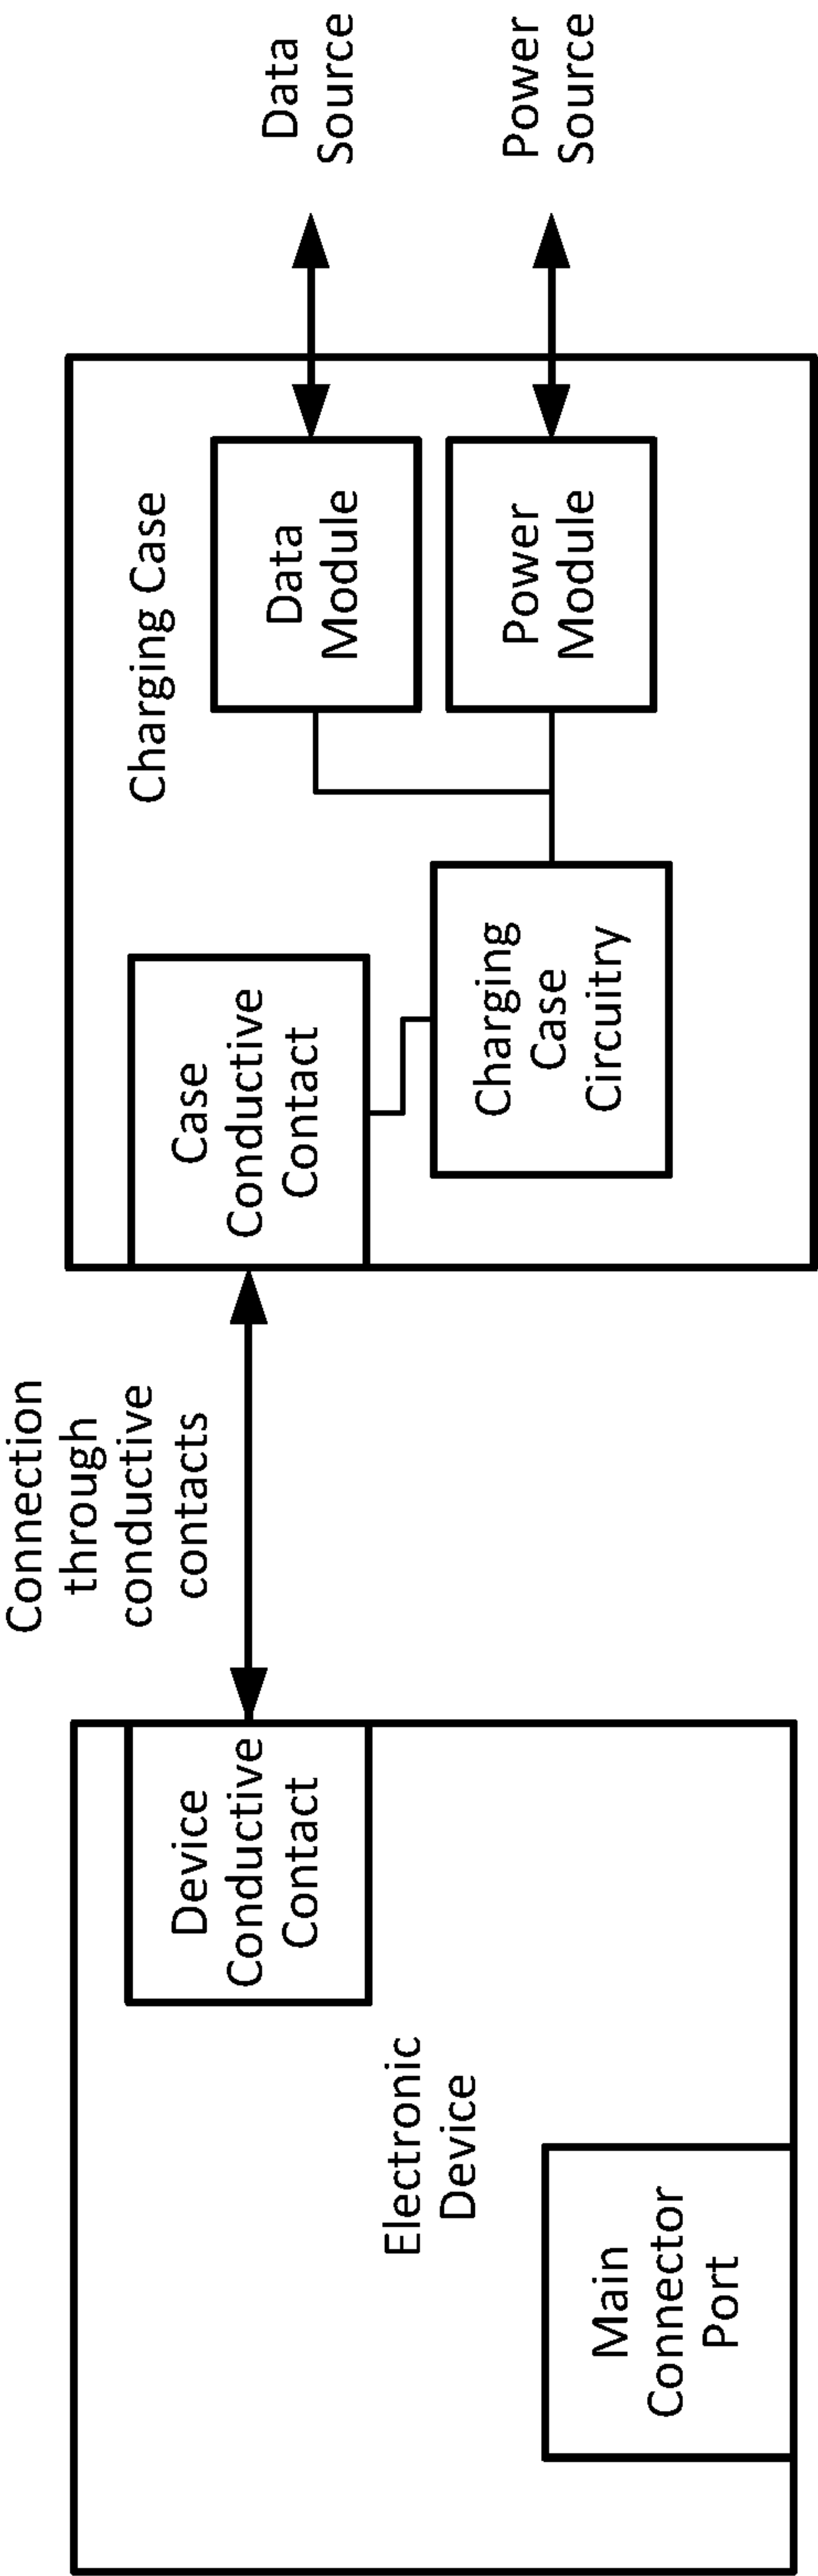 Connection
through
conductive
contacts
Device
Conductive
Contact
Electronic
Device
Main
Connector
Port
Charging Case
Case
Conductive
Contact
Charging
Case
Circuitry
Data
Module
Power
Module
Data
Source
Power
Source